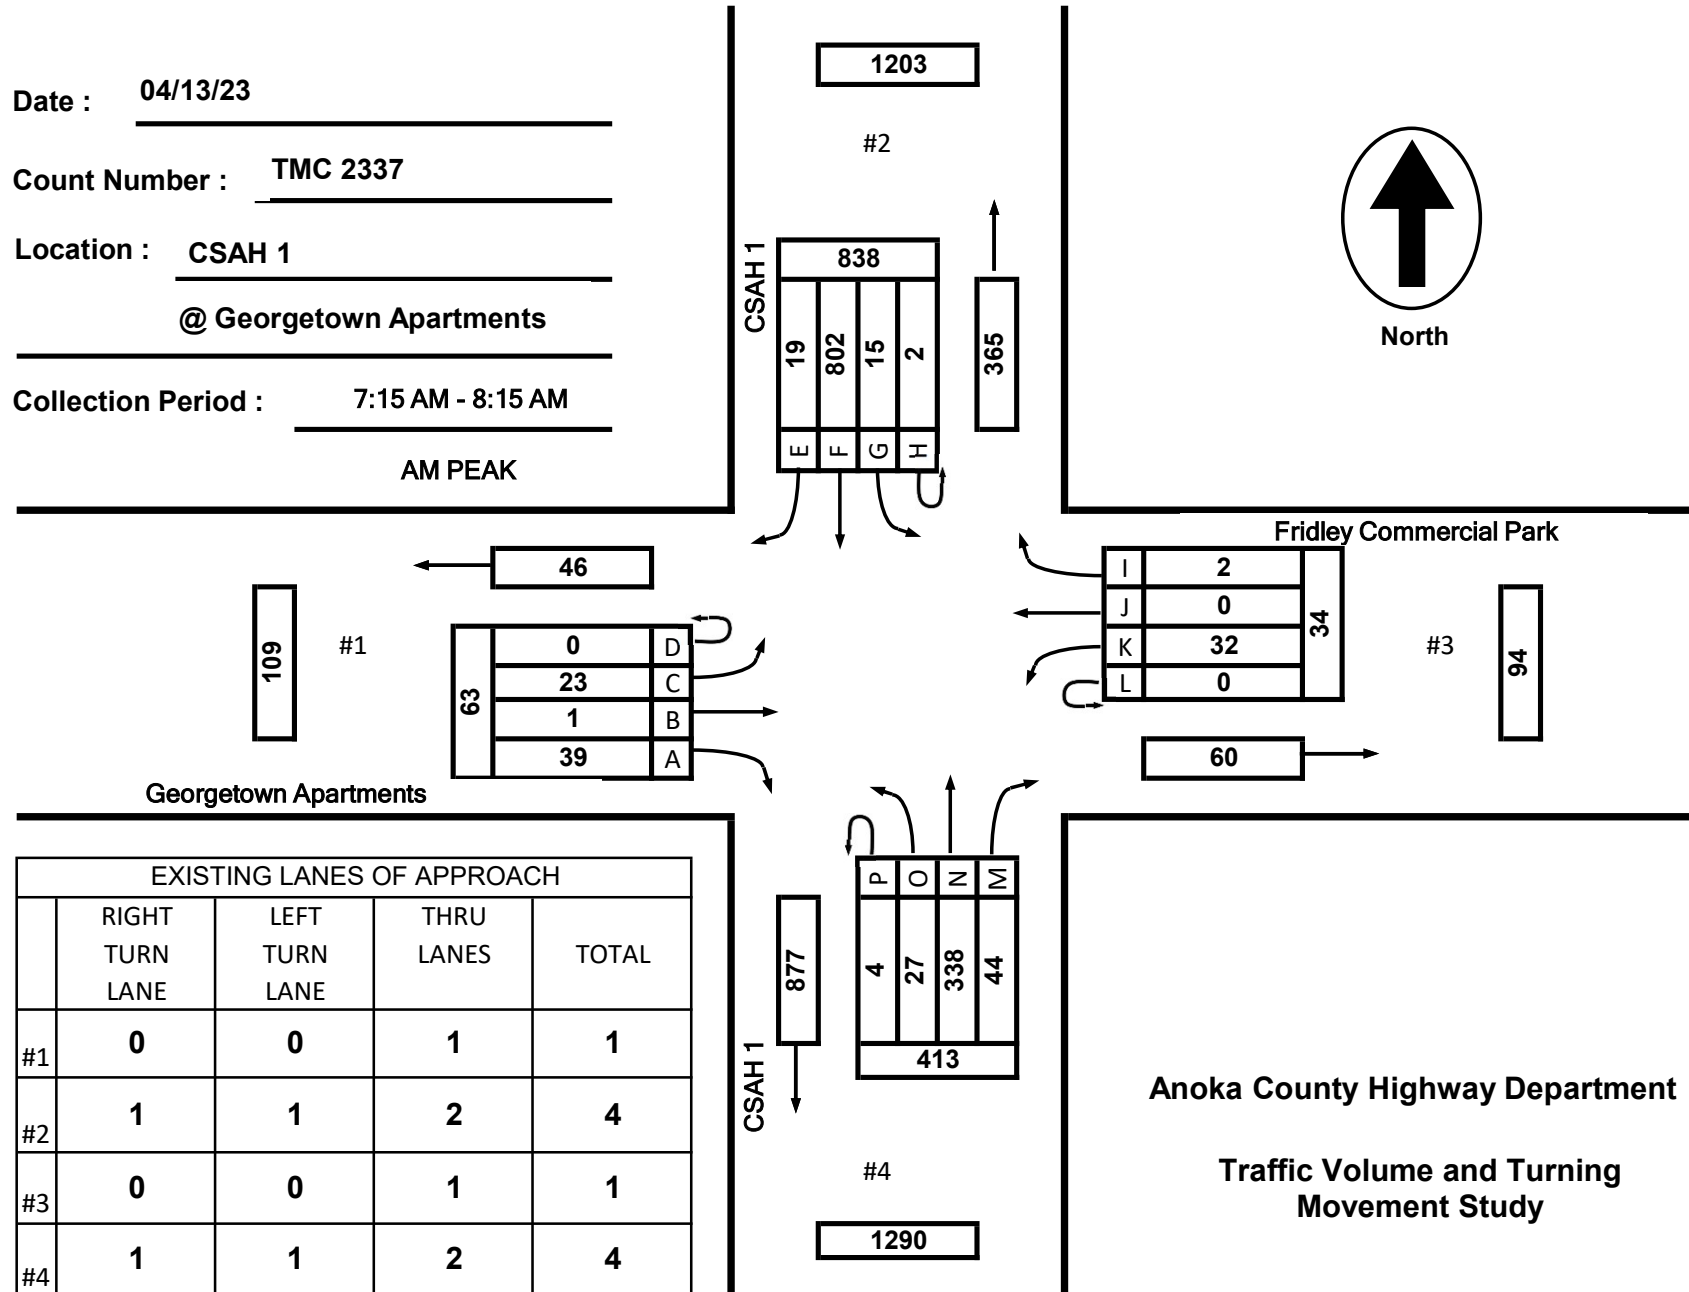 Date : 04/13/23
Count Number : TMC 2337
Location : CSAH 1
@ Georgetown Apartments
Collection Period : 7:15 AM - 8:15 AM
AM PEAK
1203
#2
CSAH 1
838
19 802 15 2
E F G H
365
North
Fridley Commercial Park
46
109
#1
63
0 D
23 C
1 B
39 A
Georgetown Apartments
I 2
J 0
K 32
L 0
34
#3
94
60
P O N M
4 27 338 44
413
877
CSAH 1
#4
1290
EXISTING LANES OF APPROACH
RIGHT TURN LANE LEFT TURN LANE THRU LANES TOTAL
#1 0 0 1 1
#2 1 1 2 4
#3 0 0 1 1
#4 1 1 2 4
Anoka County Highway Department
Traffic Volume and Turning
Movement Study